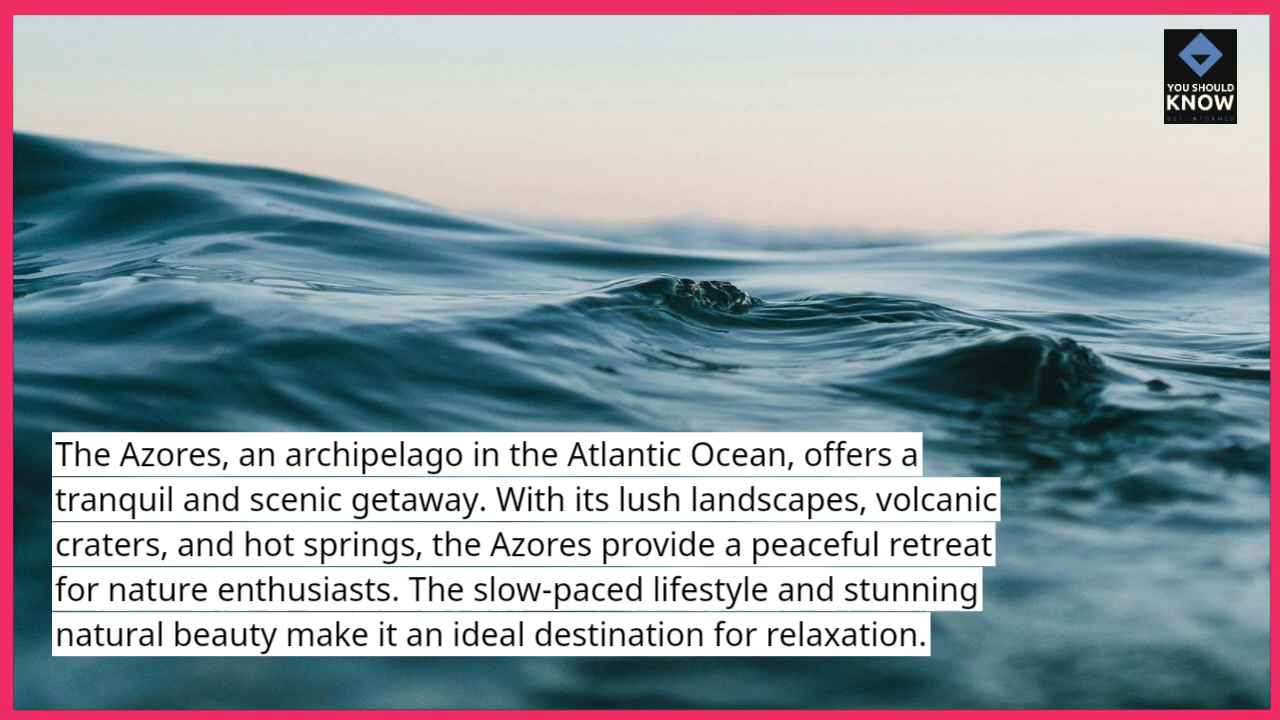 YOU SHOULD
KNOW
GET INFORMED
The Azores, an archipelago in the Atlantic Ocean, offers a
tranquil and scenic getaway. With its lush landscapes, volcanic
craters, and hot springs, the Azores provide a peaceful retreat
for nature enthusiasts. The slow-paced lifestyle and stunning
natural beauty make it an ideal destination for relaxation.